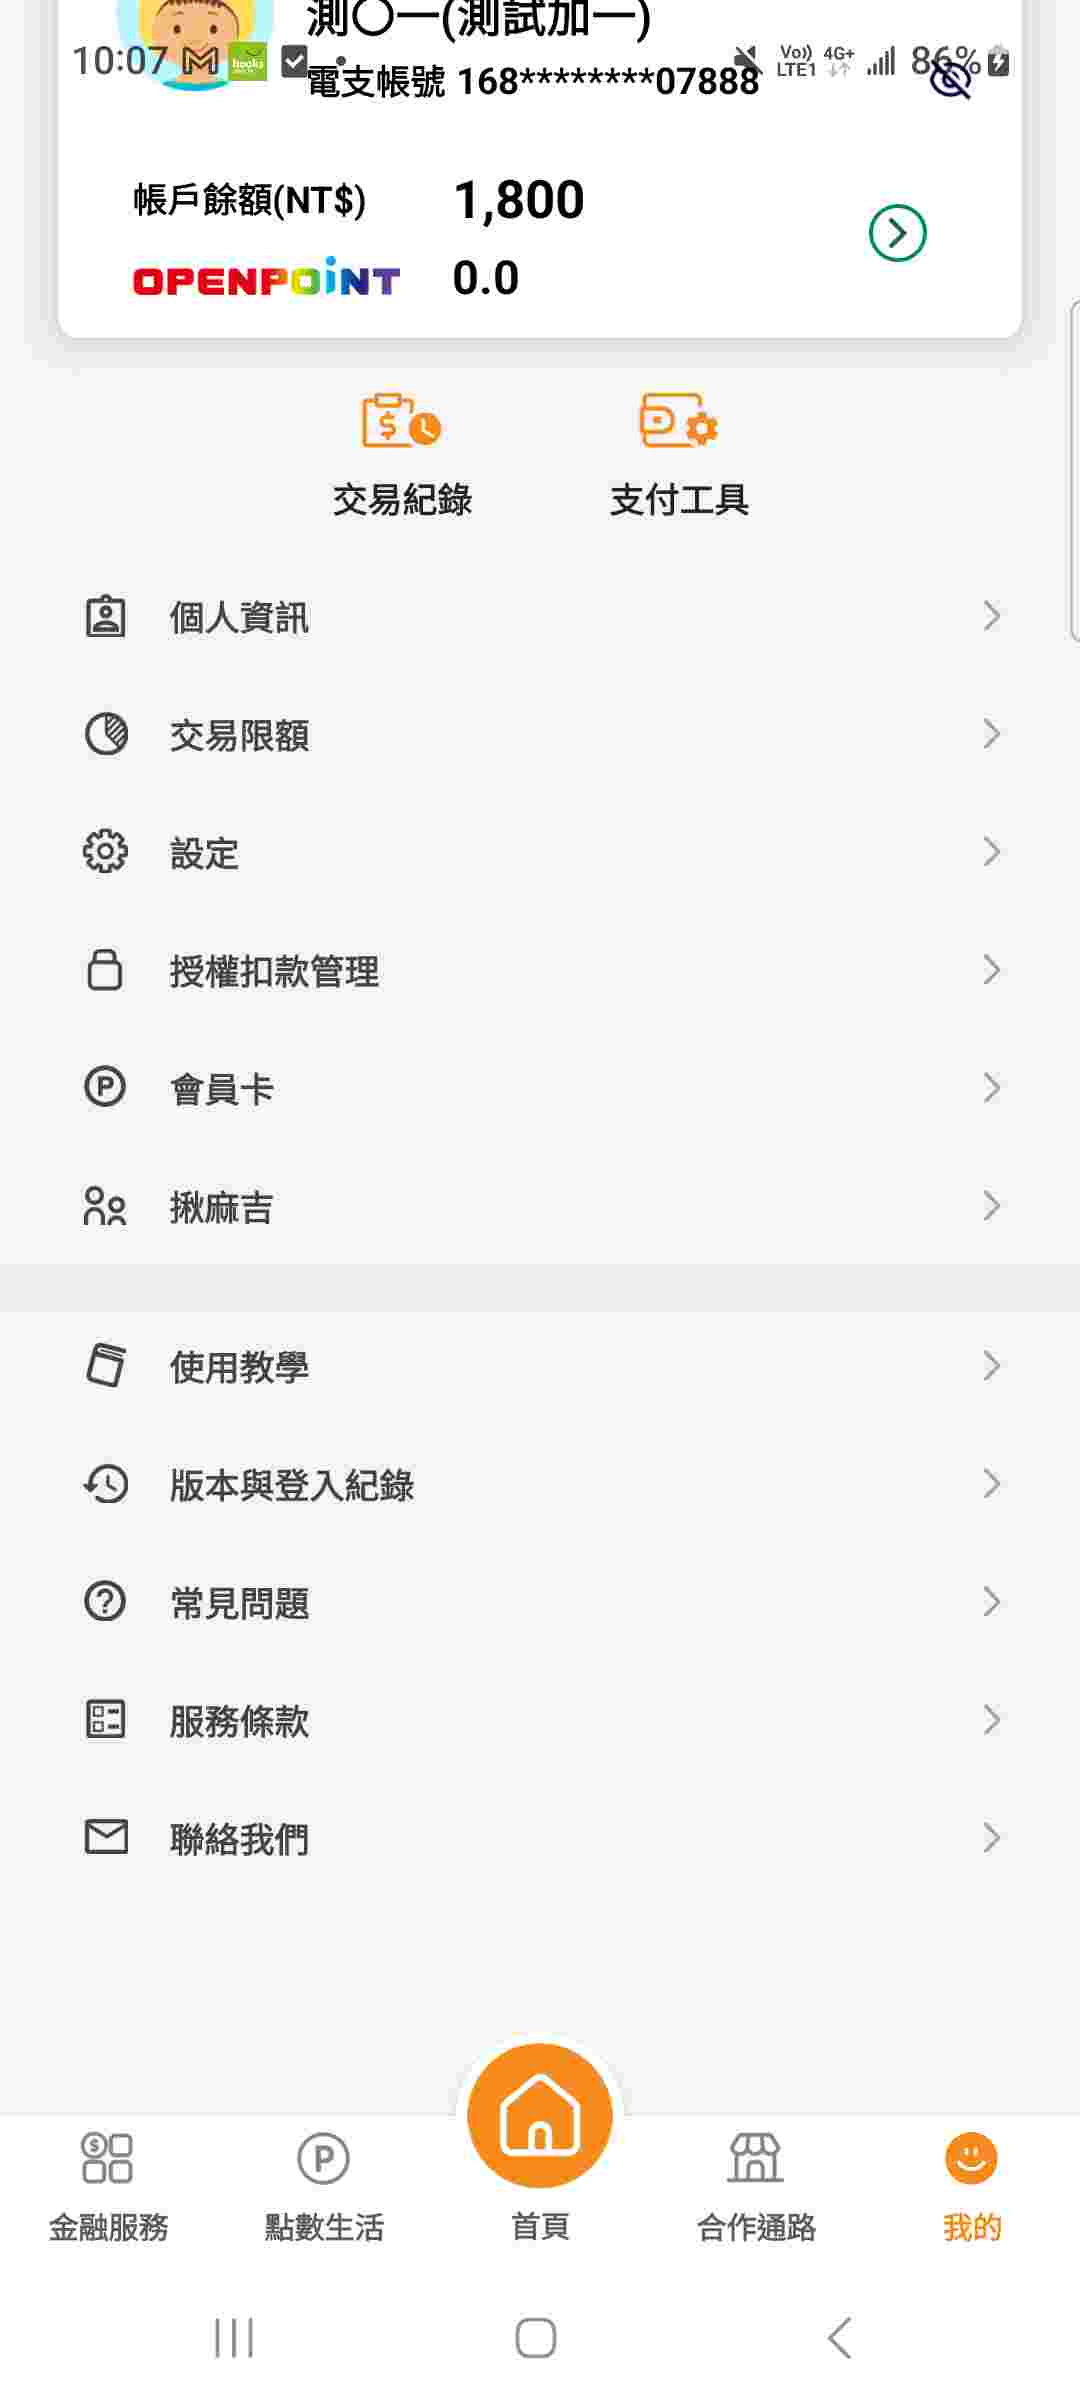 測〇一(測試加一)
10:07 books Vo)) LTE1 4G+ 86%
電支帳號 168********07888
帳戶餘額(NT$) 1,800
OPENPOINT 0.0
交易紀錄 支付工具
個人資訊
交易限額
設定
授權扣款管理
會員卡
揪麻吉
使用教學
版本與登入紀錄
常見問題
服務條款
聯絡我們
金融服務 點數生活 首頁 合作通路 我的